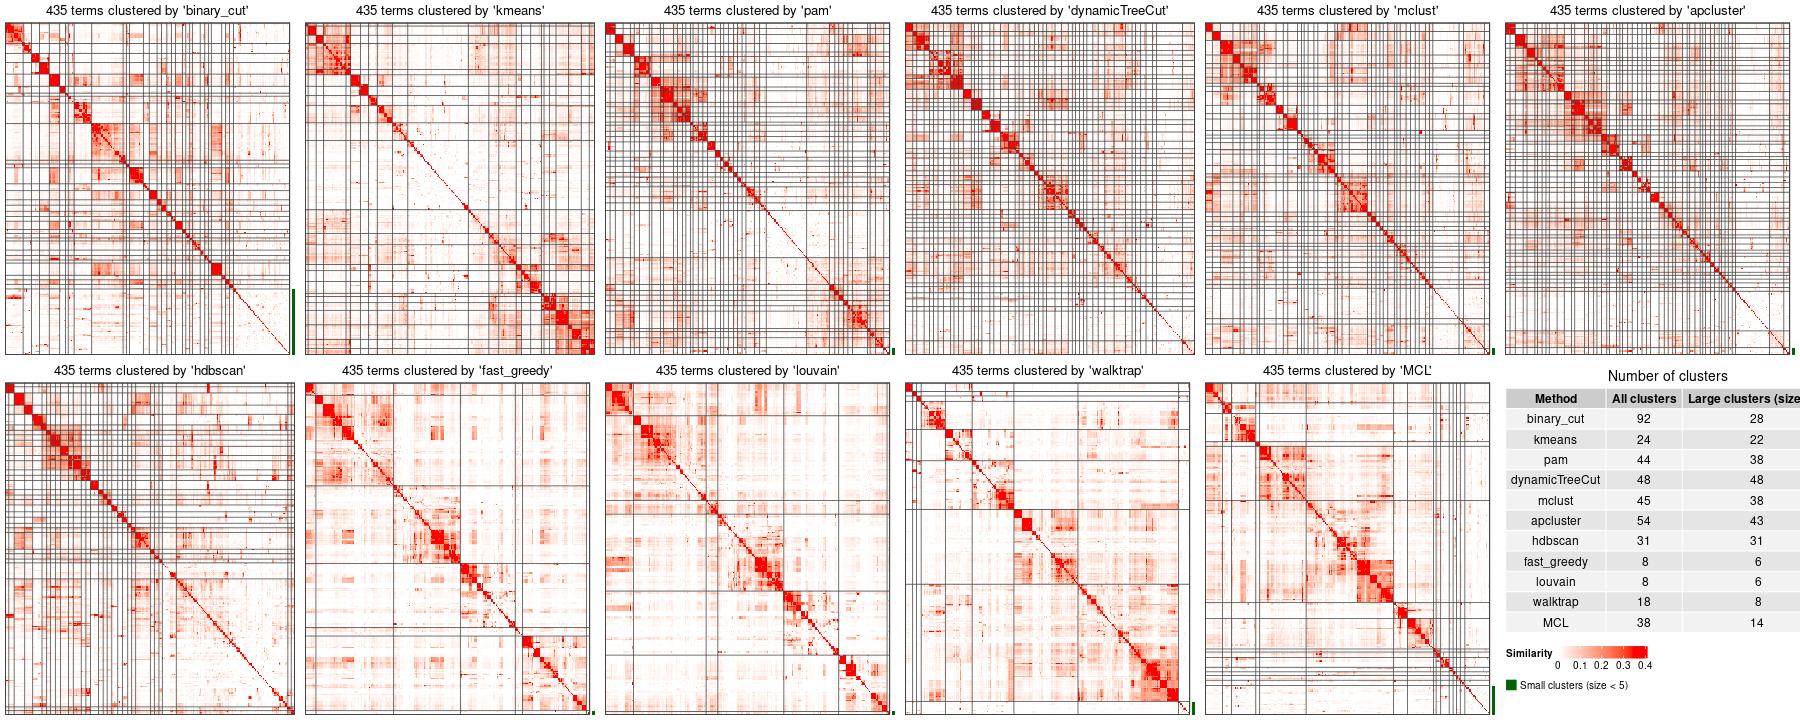 435 terms clustered by 'binary_cut'
435 terms clustered by 'kmeans'
435 terms clustered by 'pam'
435 terms clustered by 'dynamicTreeCut'
435 terms clustered by 'mclust'
435 terms clustered by 'apcluster'
435 terms clustered by 'hdbscan'
435 terms clustered by 'fast_greedy'
435 terms clustered by 'louvain'
435 terms clustered by 'walktrap'
435 terms clustered by 'MCL'
Number of clusters
Method All clusters Large clusters (size
binary_cut 92 28
kmeans 24 22
pam 44 38
dynamicTreeCut 48 48
mclust 45 38
apcluster 54 43
hdbscan 31 31
fast_greedy 8 6
louvain 8 6
walktrap 18 8
MCL 38 14
Similarity
0 0.1 0.2 0.3 0.4
Small clusters (size < 5)